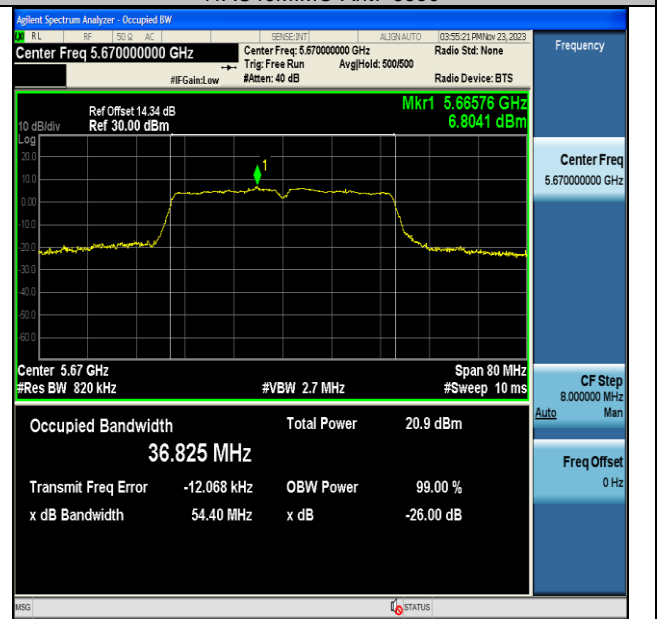 Agilent Spectrum Analyzer - Occupied BW
RL RF 50 Ω AC SENSE:INT ALIGN AUTO 03:55:21 PM Nov 23, 2023
Center Freq 5.670000000 GHz
Center Freq: 5.670000000 GHz Radio Std: None
Trig: Free Run Avg|Hold: 500/500
#IFGain:Low #Atten: 40 dB Radio Device: BTS
Frequency
Mkr1 5.66576 GHz
6.8041 dBm
Ref Offset 14.34 dB
10 dB/div Ref 30.00 dBm
Log
20.0
10.0
0.00
-10.0
-20.0
-30.0
-40.0
-50.0
-60.0
1
Center 5.67 GHz Span 80 MHz
#Res BW 820 kHz #VBW 2.7 MHz #Sweep 10 ms
Center Freq
5.670000000 GHz
CF Step
8.000000 MHz
Auto Man
Freq Offset
0 Hz
Occupied Bandwidth Total Power 20.9 dBm
36.825 MHz
Transmit Freq Error -12.068 kHz OBW Power 99.00 %
x dB Bandwidth 54.40 MHz x dB -26.00 dB
MSG STATUS